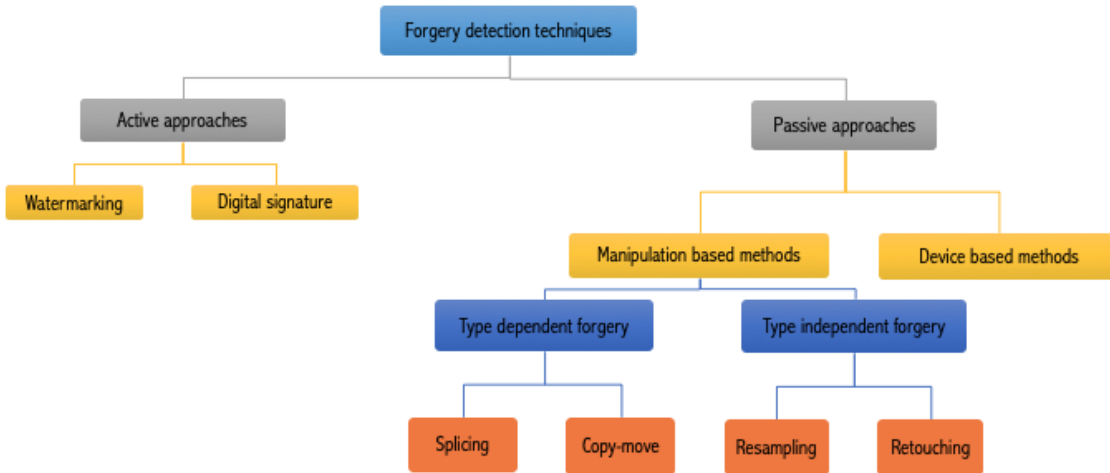 Forgery detection techniques
Active approaches
Passive approaches
Watermarking
Digital signature
Manipulation based methods
Device based methods
Type dependent forgery
Type independent forgery
Splicing
Copy-move
Resampling
Retouching